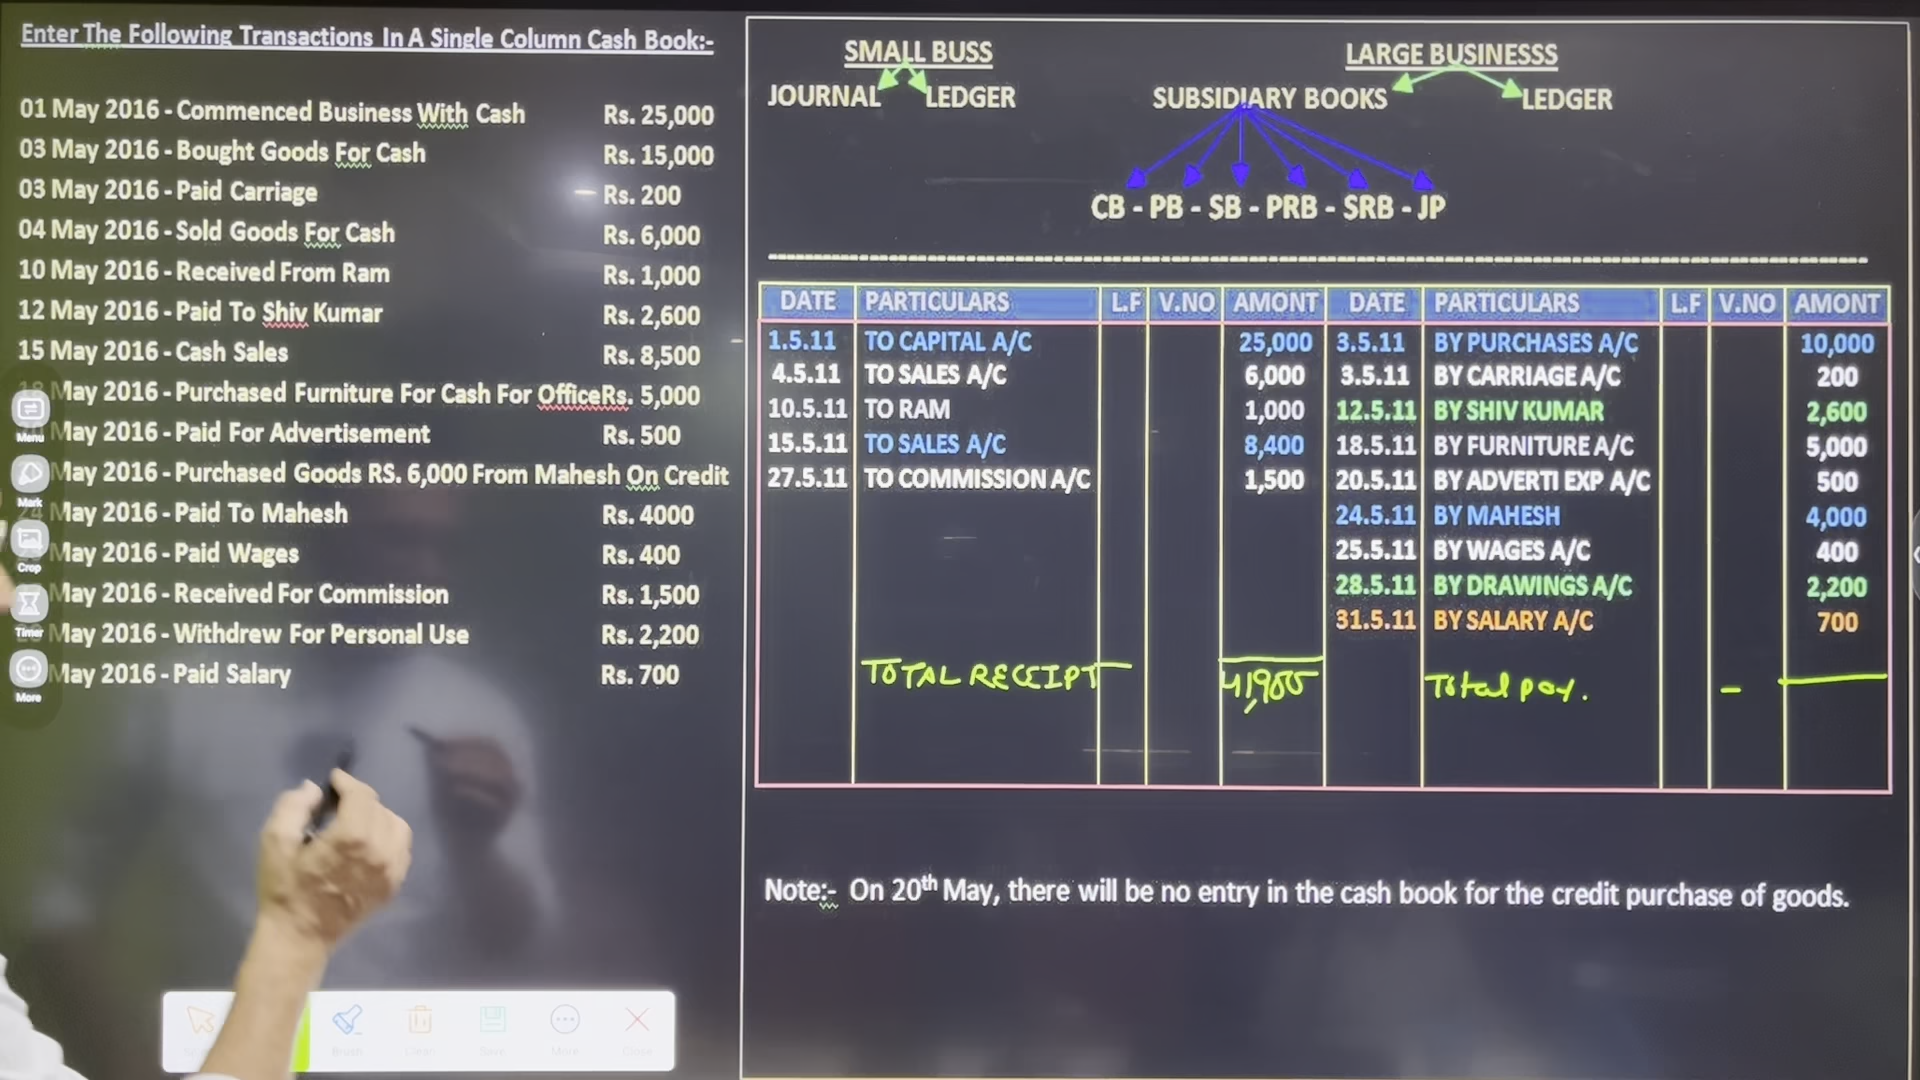 Enter The Following Transactions In A Single Column Cash Book:-
01 May 2016 - Commenced Business With Cash Rs. 25,000
03 May 2016 - Bought Goods For Cash Rs. 15,000
03 May 2016 - Paid Carriage Rs. 200
04 May 2016 - Sold Goods For Cash Rs. 6,000
10 May 2016 - Received From Ram Rs. 1,000
12 May 2016 - Paid To Shiv Kumar Rs. 2,600
15 May 2016 - Cash Sales Rs. 8,500
May 2016 - Purchased Furniture For Cash For Office Rs. 5,000
May 2016 - Paid For Advertisement Rs. 500
May 2016 - Purchased Goods RS. 6,000 From Mahesh On Credit
May 2016 - Paid To Mahesh Rs. 4000
May 2016 - Paid Wages Rs. 400
May 2016 - Received For Commission Rs. 1,500
May 2016 - Withdrew For Personal Use Rs. 2,200
May 2016 - Paid Salary Rs. 700
Menu
Mark
Crop
Timer
More
SMALL BUSS LARGE BUSINESSS
JOURNAL LEDGER SUBSIDIARY BOOKS LEDGER
CB - PB - SB - PRB - SRB - JP
DATE PARTICULARS L.F V.NO AMONT DATE PARTICULARS L.F V.NO AMONT
1.5.11 TO CAPITAL A/C 25,000 3.5.11 BY PURCHASES A/C 10,000
4.5.11 TO SALES A/C 6,000 3.5.11 BY CARRIAGE A/C 200
10.5.11 TO RAM 1,000 12.5.11 BY SHIV KUMAR 2,600
15.5.11 TO SALES A/C 8,400 18.5.11 BY FURNITURE A/C 5,000
27.5.11 TO COMMISSION A/C 1,500 20.5.11 BY ADVERTI EXP A/C 500
24.5.11 BY MAHESH 4,000
25.5.11 BY WAGES A/C 400
28.5.11 BY DRAWINGS A/C 2,200
31.5.11 BY SALARY A/C 700
TOTAL RECEIPT 41,900 Total pay. -
Note:- On 20th May, there will be no entry in the cash book for the credit purchase of goods.
Brush Clean Save More Close